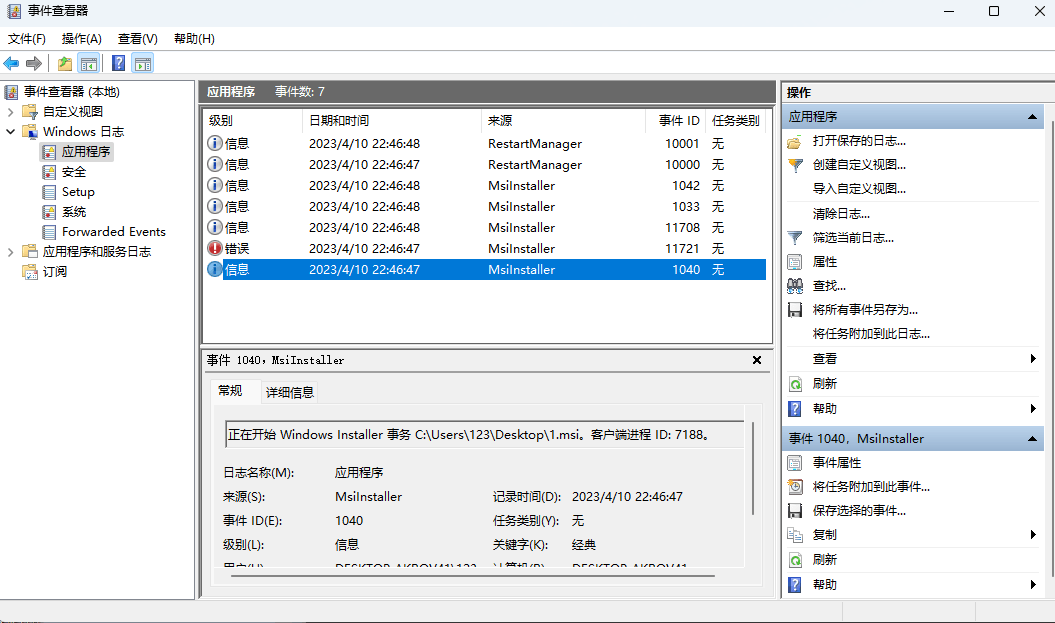 事件查看器
文件(F) 操作(A) 查看(V) 帮助(H)
事件查看器 (本地)
自定义视图
Windows 日志
应用程序
安全
Setup
系统
Forwarded Events
应用程序和服务日志
订阅
应用程序 事件数: 7
级别 日期和时间 来源 事件 ID 任务类别
信息 2023/4/10 22:46:48 RestartManager 10001 无
信息 2023/4/10 22:46:47 RestartManager 10000 无
信息 2023/4/10 22:46:48 MsiInstaller 1042 无
信息 2023/4/10 22:46:48 MsiInstaller 1033 无
信息 2023/4/10 22:46:48 MsiInstaller 11708 无
错误 2023/4/10 22:46:47 MsiInstaller 11721 无
信息 2023/4/10 22:46:47 MsiInstaller 1040 无
事件 1040，MsiInstaller
常规 详细信息
正在开始 Windows Installer 事务 C:\Users\123\Desktop\1.msi。客户端进程 ID: 7188。
日志名称(M): 应用程序
来源(S): MsiInstaller 记录时间(D): 2023/4/10 22:46:47
事件 ID(E): 1040 任务类别(Y): 无
级别(L): 信息 关键字(K): 经典
操作
应用程序
打开保存的日志...
创建自定义视图...
导入自定义视图...
清除日志...
筛选当前日志...
属性
查找...
将所有事件另存为...
将任务附加到此日志...
查看
刷新
帮助
事件 1040，MsiInstaller
事件属性
将任务附加到此事件...
保存选择的事件...
复制
刷新
帮助